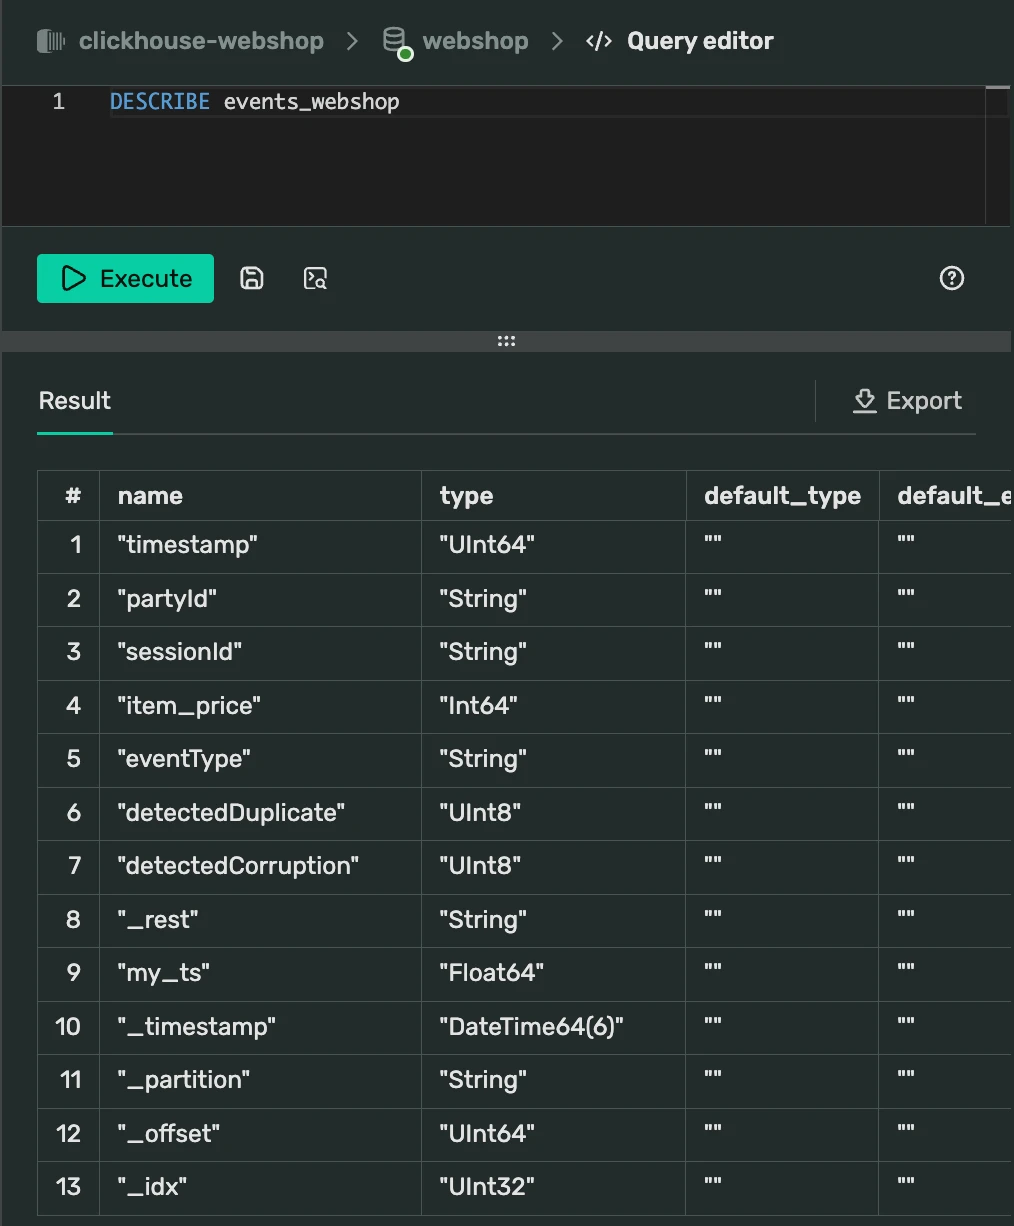 clickhouse-webshop > webshop > </> Query editor
1 DESCRIBE events_webshop
Execute
Result Export
# name type default_type default_e
1 "timestamp" "UInt64" "" ""
2 "partyId" "String" "" ""
3 "sessionId" "String" "" ""
4 "item_price" "Int64" "" ""
5 "eventType" "String" "" ""
6 "detectedDuplicate" "UInt8" "" ""
7 "detectedCorruption" "UInt8" "" ""
8 "_rest" "String" "" ""
9 "my_ts" "Float64" "" ""
10 "_timestamp" "DateTime64(6)" "" ""
11 "_partition" "String" "" ""
12 "_offset" "UInt64" "" ""
13 "_idx" "UInt32" "" ""